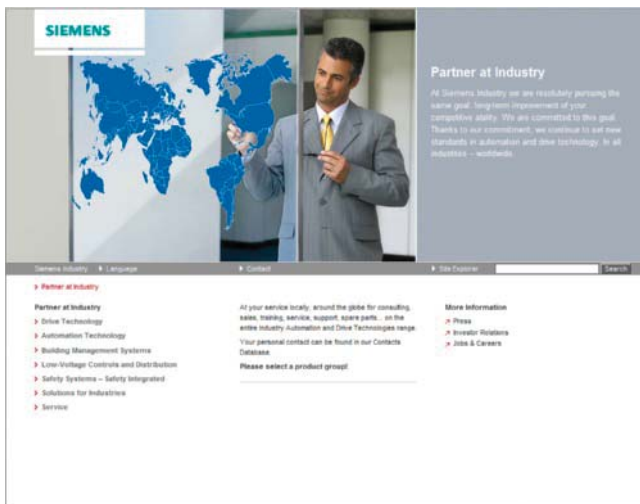 SIEMENS
Partner at Industry
At Siemens Industry we are resolutely pursuing the
same goal: long-term improvement of your
competitive ability. We are committed to this goal.
Thanks to our commitment, we continue to set new
standards in automation and drive technology. In all
industries – worldwide.
Siemens Industry Language Contact Site Explorer Search
Partner at Industry
Partner at Industry
Drive Technology
Automation Technology
Building Management Systems
Low-Voltage Controls and Distribution
Safety Systems – Safety Integrated
Solutions for Industries
Service
At your service locally, around the globe for consulting,
sales, training, service, support, spare parts... on the
entire Industry Automation and Drive Technologies range.
Your personal contact can be found in our Contacts
Database.
Please select a product group!
More Information
Press
Investor Relations
Jobs & Careers